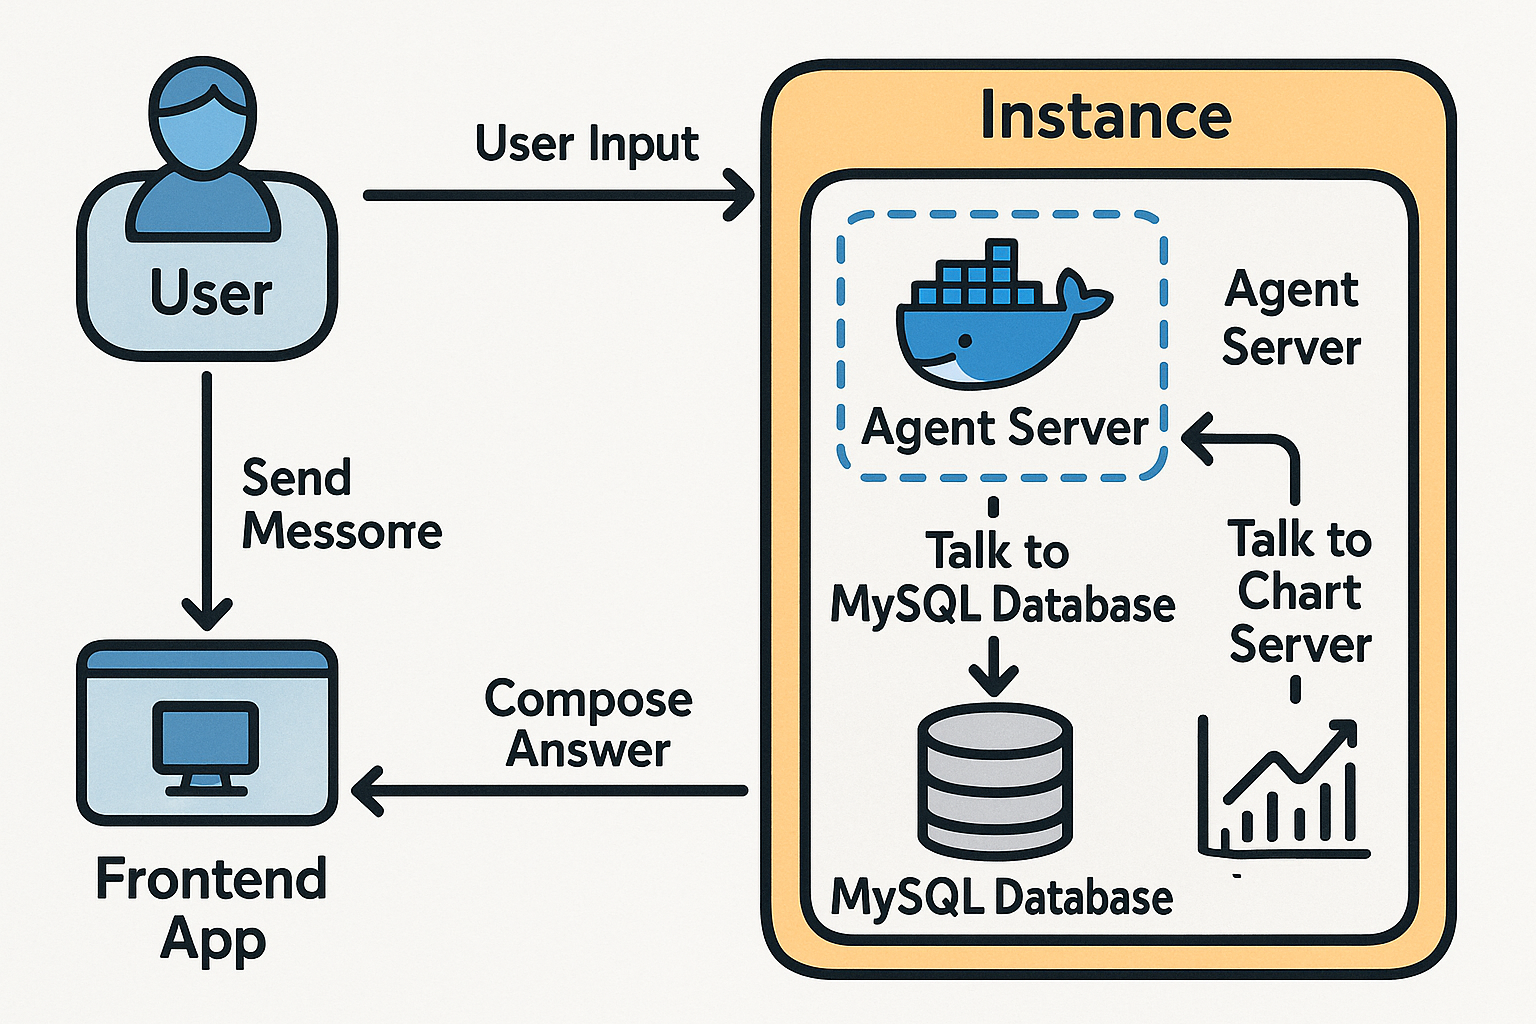 User
User Input
Send
Messome
Frontend
App
Compose
Answer
Instance
Agent Server
Agent
Server
Talk to
MySQL Database
Talk to
Chart
Server
MySQL Database